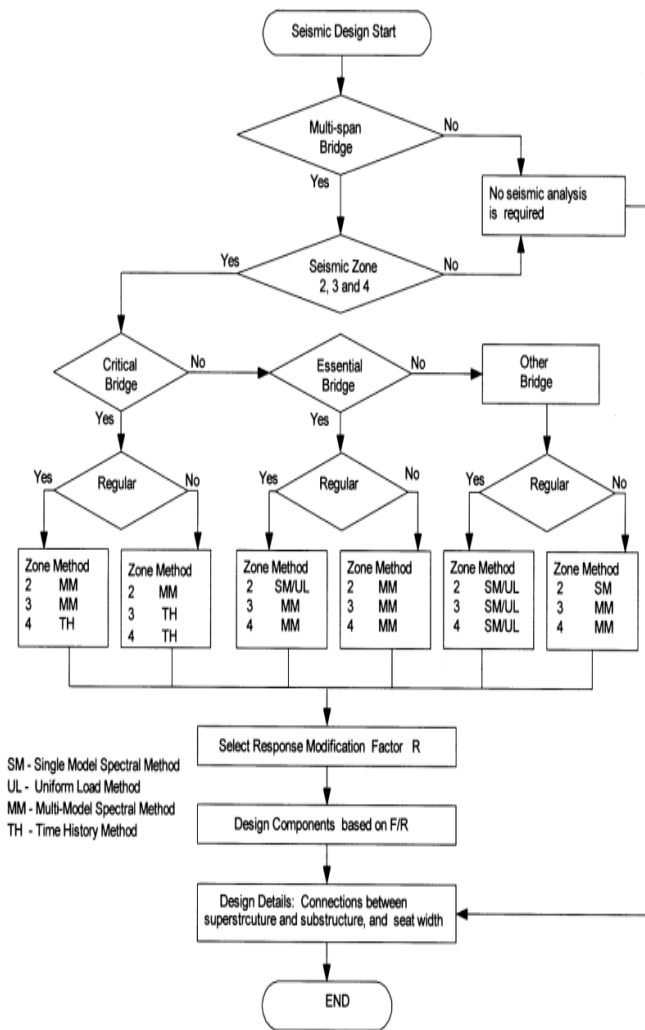 Seismic Design Start
Multi-span
Bridge
No
Yes
No seismic analysis
is required
Yes
Seismic Zone
2, 3 and 4
No
Critical
Bridge
No
Essential
Bridge
No
Other
Bridge
Yes
Yes
Yes
Regular
No
Yes
Regular
No
Yes
Regular
No
Zone Method
2 MM
3 MM
4 TH
Zone Method
2 MM
3 TH
4 TH
Zone Method
2 SM/UL
3 MM
4 MM
Zone Method
2 MM
3 MM
4 MM
Zone Method
2 SM/UL
3 SM/UL
4 SM/UL
Zone Method
2 SM
3 MM
4 MM
Select Response Modification Factor R
SM - Single Model Spectral Method
UL - Uniform Load Method
MM - Multi-Model Spectral Method
TH - Time History Method
Design Components based on F/R
Design Details: Connections between
superstrcuture and substructure, and seat width
END